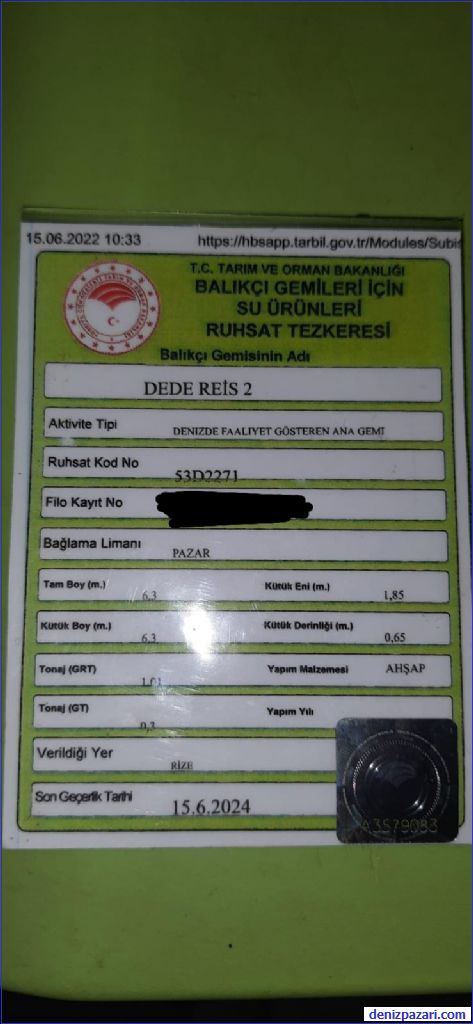 15.06.2022 10:33 https://hbsapp.tarbil.gov.tr/Modules/Subis
T.C. TARIM VE ORMAN BAKANLIĞI
BALIKÇI GEMİLERİ İÇİN
SU ÜRÜNLERİ
RUHSAT TEZKERESİ
Balıkçı Gemisinin Adı
DEDE REİS 2
Aktivite Tipi DENİZDE FAALİYET GÖSTEREN ANA GEMİ
Ruhsat Kod No 53D2271
Filo Kayıt No
Bağlama Limanı PAZAR
Tam Boy (m.) 6,3 Kütük Eni (m.) 1,85
Kütük Boy (m.) 6,3 Kütük Derinliği (m.) 0,65
Tonaj (GRT) Yapım Malzemesi AHŞAP
Tonaj (GT) 0,3 Yapım Yılı
Verildiği Yer RİZE
Son Geçerlik Tarihi 15.6.2024
A3579083
denizpazari.com